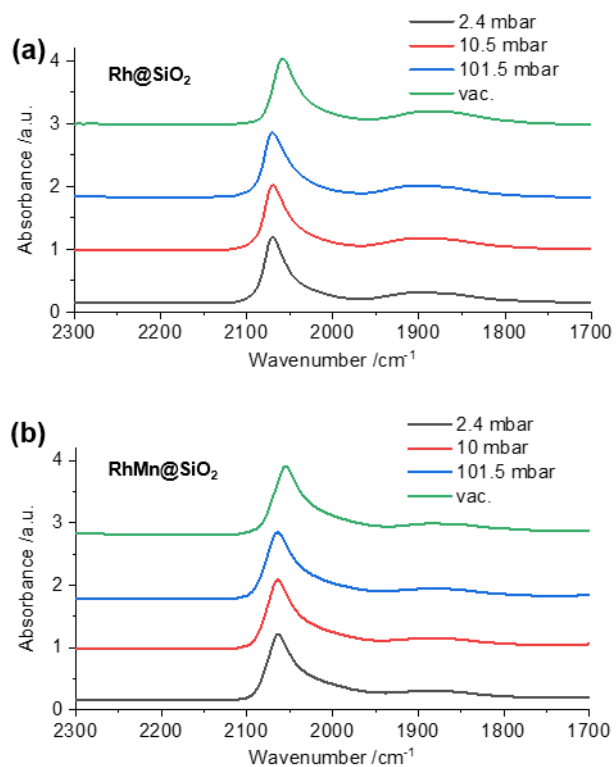 (a)
Rh@SiO₂
2.4 mbar
10.5 mbar
101.5 mbar
vac.
Absorbance /a.u.
4
3
2
1
0
2300 2200 2100 2000 1900 1800 1700
Wavenumber /cm⁻¹
(b)
RhMn@SiO₂
2.4 mbar
10 mbar
101.5 mbar
vac.
Absorbance /a.u.
4
3
2
1
0
2300 2200 2100 2000 1900 1800 1700
Wavenumber /cm⁻¹